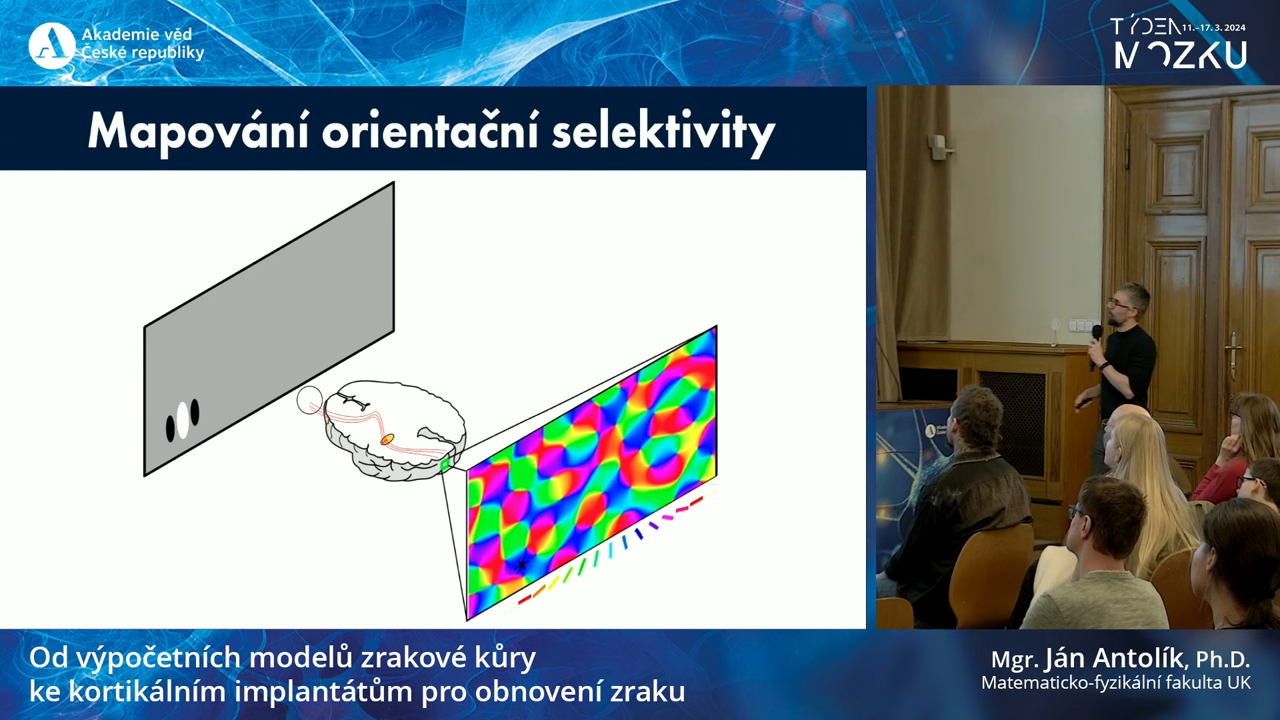 Akademie věd
České republiky
TÝDEN 11.–17. 3. 2024
MOZKU
Mapování orientační selektivity
Od výpočetních modelů zrakové kůry
ke kortikálním implantátům pro obnovení zraku
Mgr. Ján Antolík, Ph.D.
Matematicko-fyzikální fakulta UK